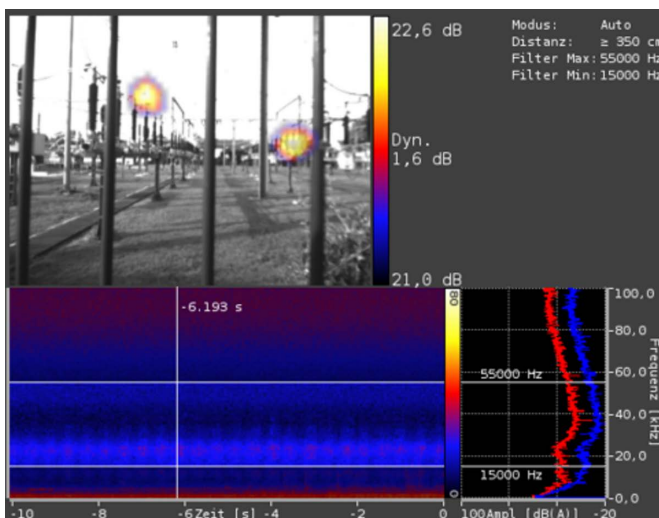 22,6 dB
Dyn.
1,6 dB
21,0 dB
Modus: Auto
Distanz: ≥ 350 cm
Filter Max: 55000 Hz
Filter Min: 15000 Hz
-6.193 s
80
0
55000 Hz
15000 Hz
100,0
-80,0
-60,0
-40,0
-20,0
0,0
Frequenz [kHz]
-10 -8 -6 Zeit [s] -4 -2 0
100 Ampl [dB(A)] -20